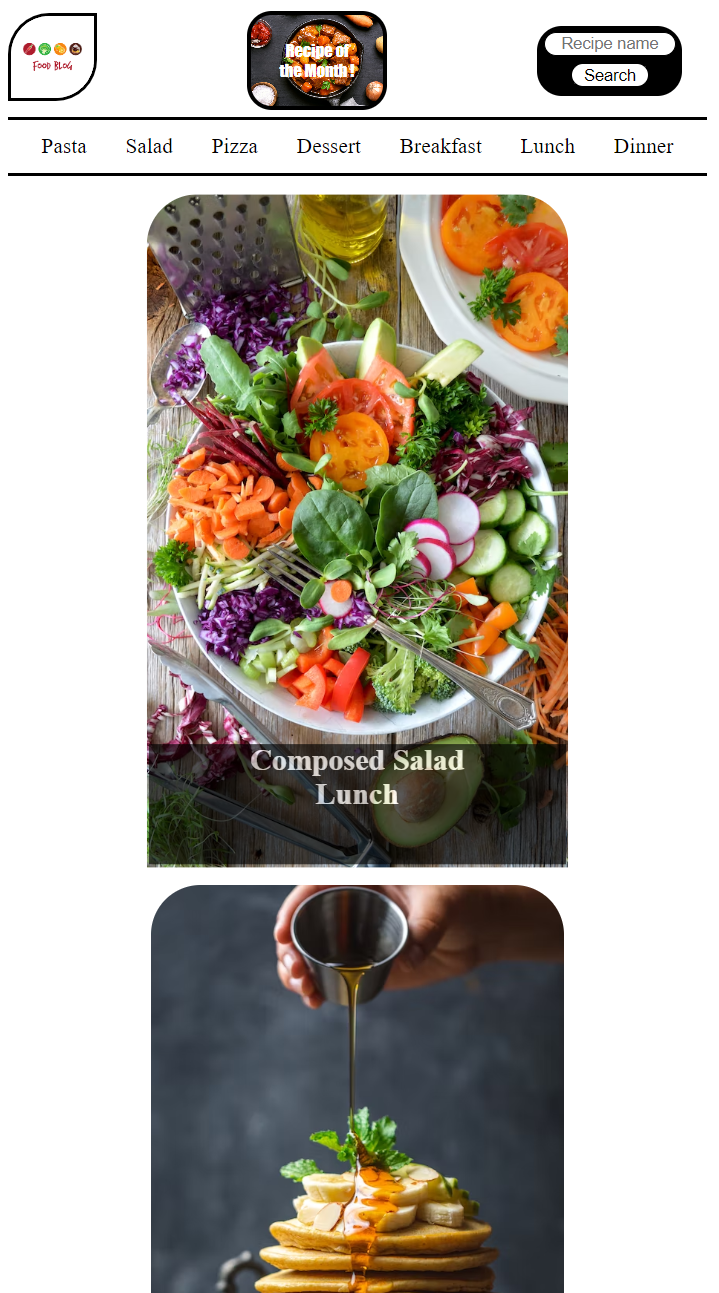 FOOD BLOG
Recipe of
the Month!
Recipe name
Search
Pasta Salad Pizza Dessert Breakfast Lunch Dinner
Composed Salad
Lunch